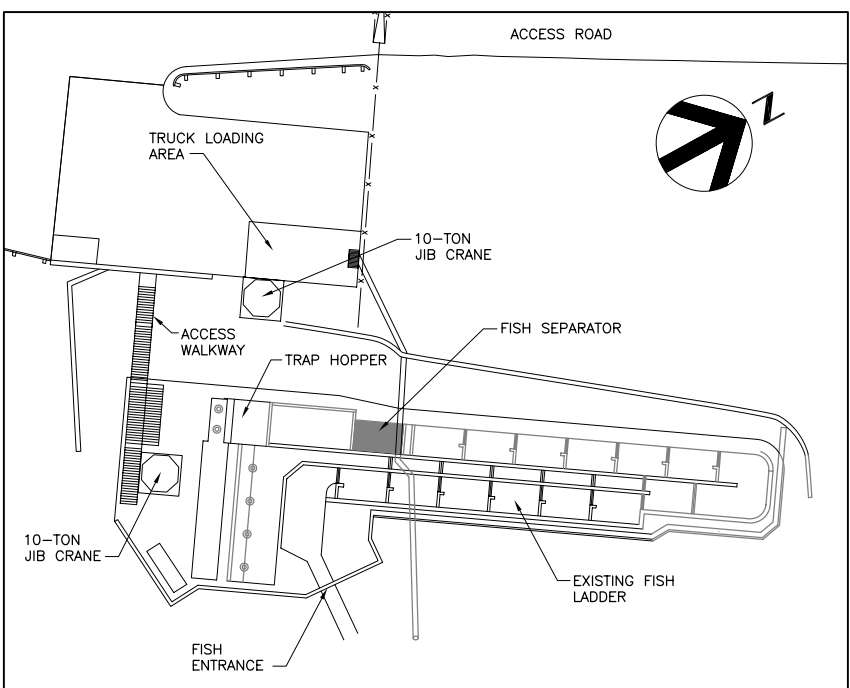 ACCESS ROAD
N
TRUCK LOADING
AREA
10-TON
JIB CRANE
ACCESS
WALKWAY
FISH SEPARATOR
TRAP HOPPER
10-TON
JIB CRANE
EXISTING FISH
LADDER
FISH
ENTRANCE